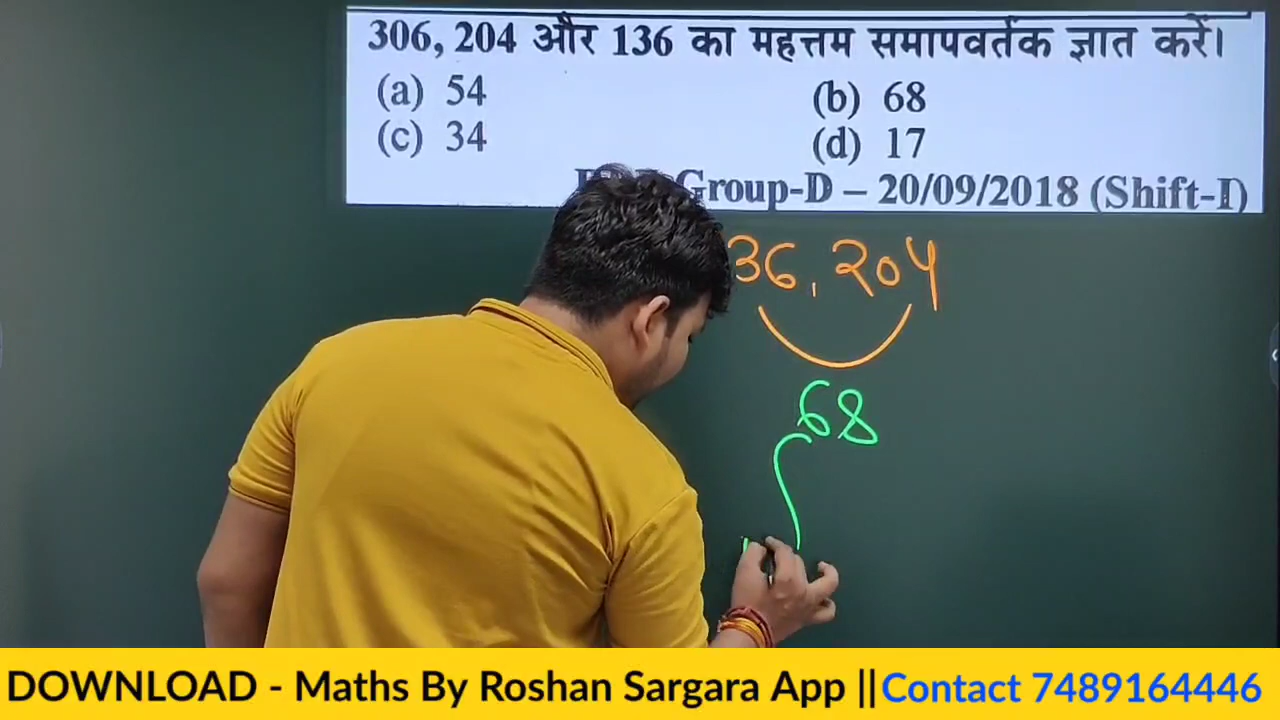 306, 204 और 136 का महत्तम समापवर्तक ज्ञात करें।
(a) 54 (b) 68
(c) 34 (d) 17
Group-D – 20/09/2018 (Shift-I)
36, 204
68
DOWNLOAD - Maths By Roshan Sargara App || Contact 7489164446